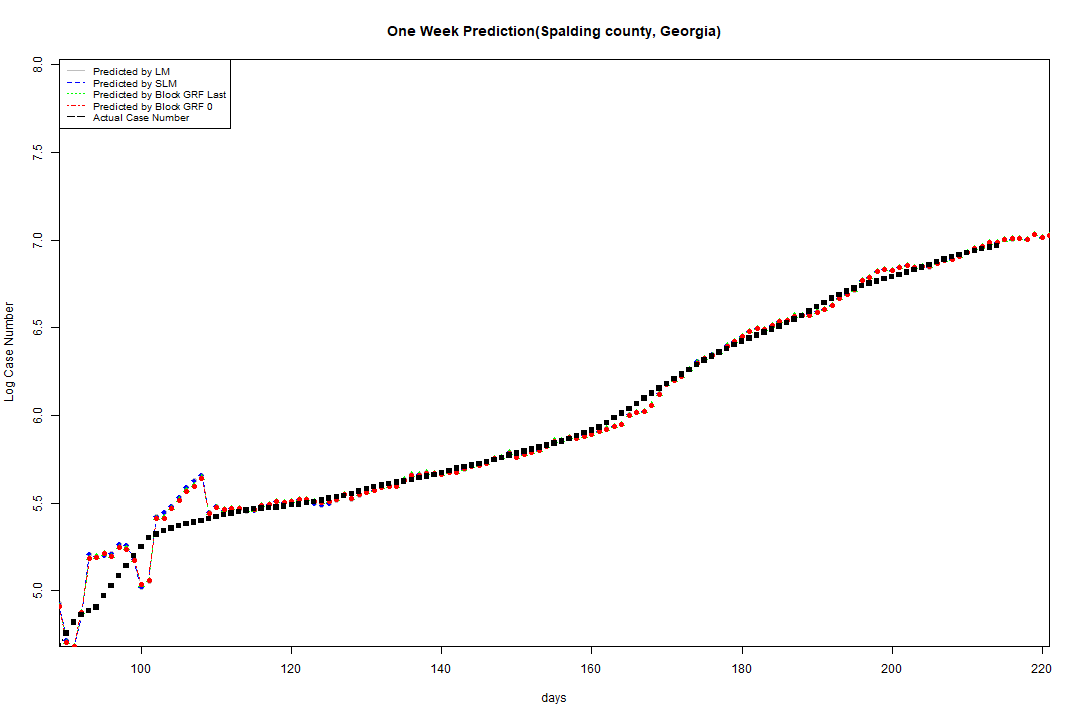 One Week Prediction(Spalding county, Georgia)
Predicted by LM
Predicted by SLM
Predicted by Block GRF Last
Predicted by Block GRF 0
Actual Case Number
8.0
7.5
7.0
6.5
6.0
5.5
5.0
Log Case Number
100 120 140 160 180 200 220
days